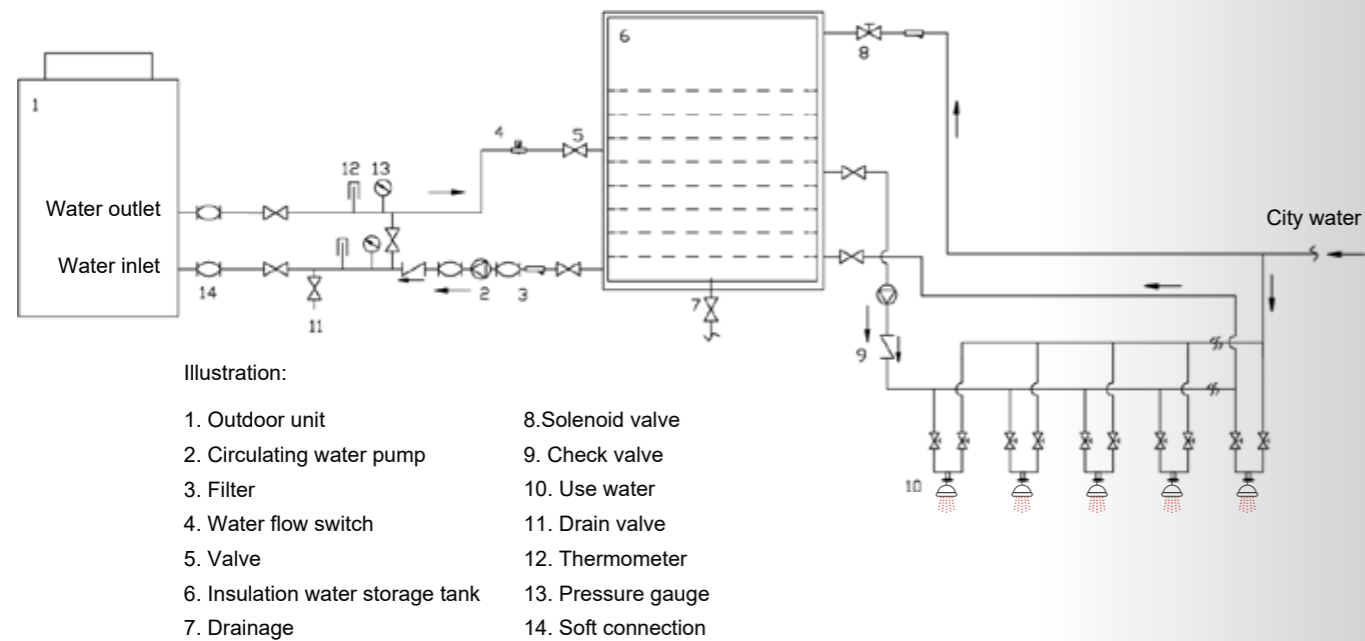 6
8
1
4
5
12
13
Water outlet
City water
Water inlet
14
2
3
7
11
9
10
Illustration:
1. Outdoor unit
2. Circulating water pump
3. Filter
4. Water flow switch
5. Valve
6. Insulation water storage tank
7. Drainage
8.Solenoid valve
9. Check valve
10. Use water
11. Drain valve
12. Thermometer
13. Pressure gauge
14. Soft connection